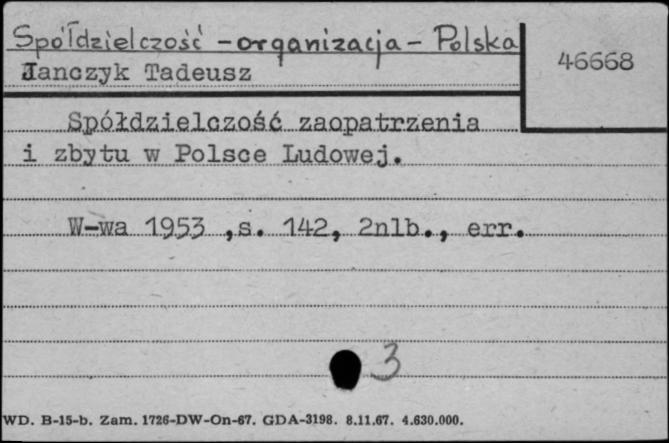 Spółdzielczość - organizacja - Polska
46668
Janczyk Tadeusz
Spółdzielczość zaopatrzenia
i zbytu w Polsce Ludowej.
W-wa 1953 ,s. 142, 2nlb., err.
3
WD. B-15-b. Zam. 1726-DW-On-67. GDA-3198. 8.11.67. 4.630.000.